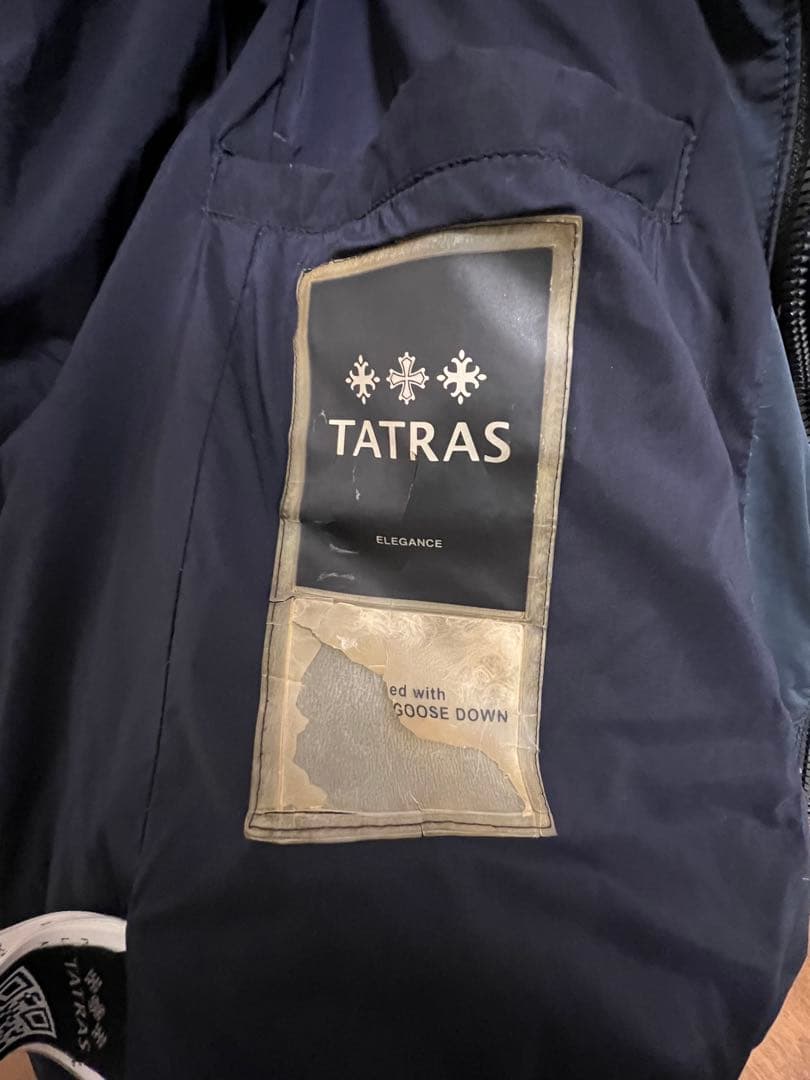 TATRAS
ELEGANCE
ed with
GOOSE DOWN
TATRAS